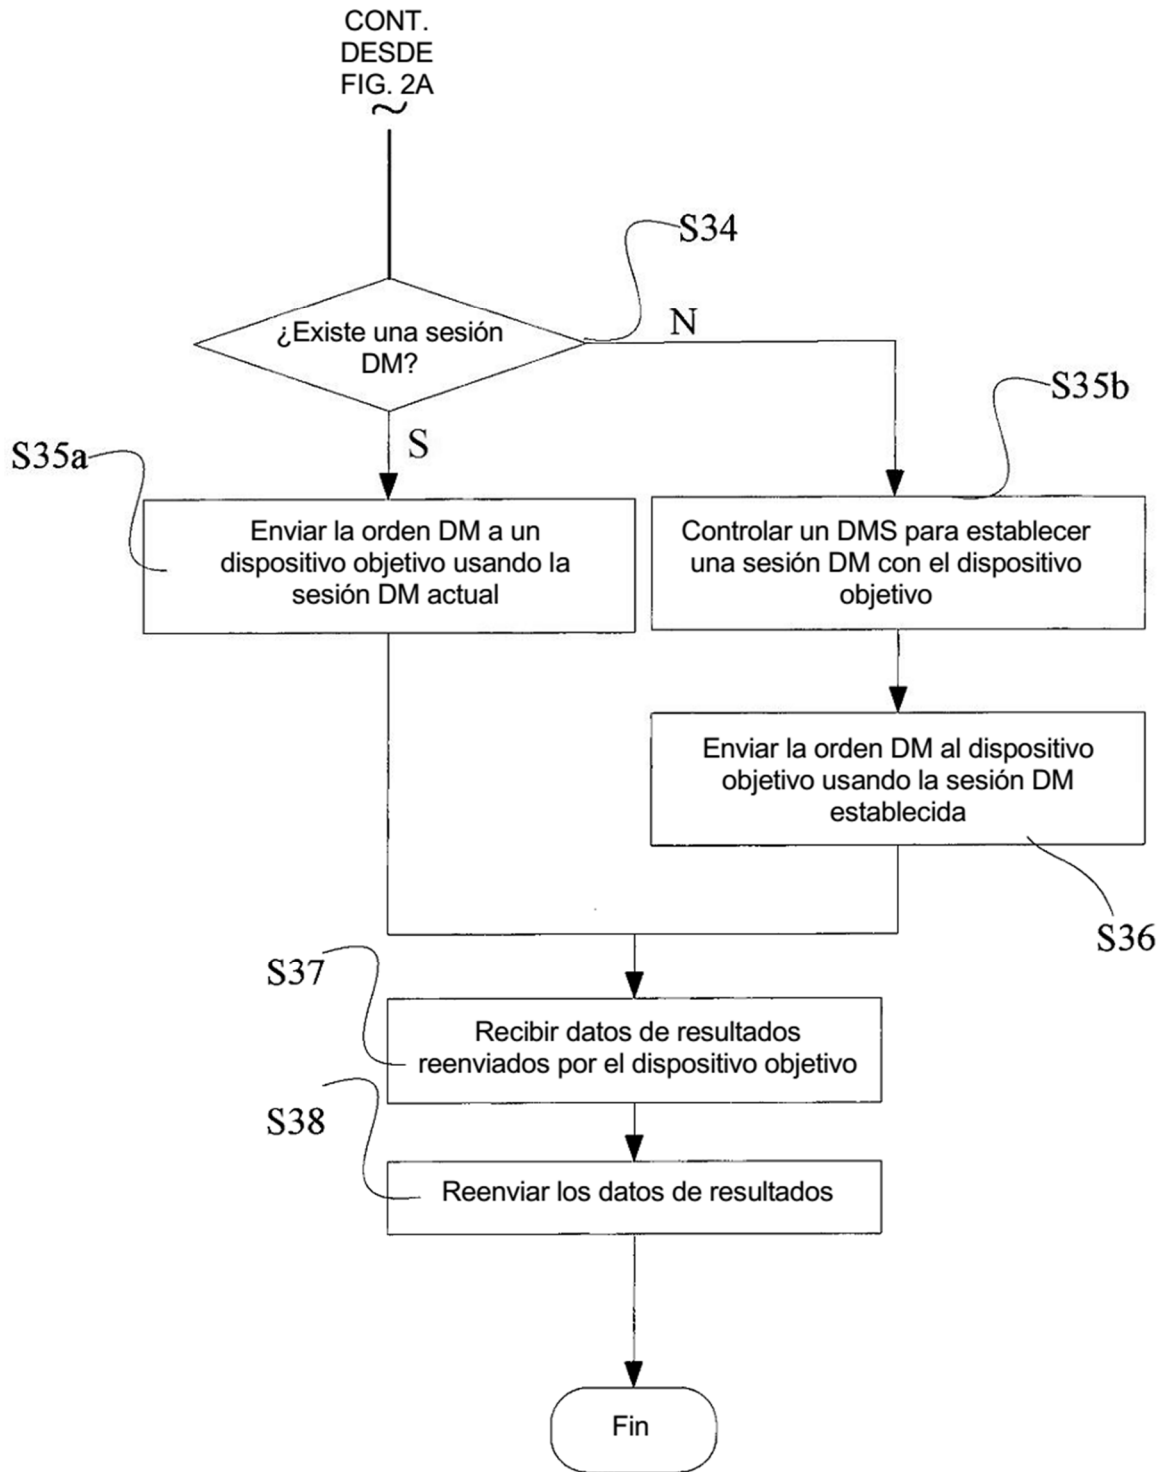 CONT.
DESDE
FIG. 2A
S34
¿Existe una sesión
DM?
N
S
S35b
S35a
Enviar la orden DM a un
dispositivo objetivo usando la
sesión DM actual
Controlar un DMS para establecer
una sesión DM con el dispositivo
objetivo
Enviar la orden DM al dispositivo
objetivo usando la sesión DM
establecida
S36
S37
Recibir datos de resultados
reenviados por el dispositivo objetivo
S38
Reenviar los datos de resultados
Fin